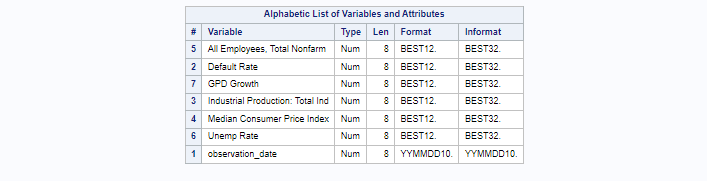 Alphabetic List of Variables and Attributes
# Variable Type Len Format Informat
5 All Employees, Total Nonfarm Num 8 BEST12. BEST32.
2 Default Rate Num 8 BEST12. BEST32.
7 GPD Growth Num 8 BEST12. BEST32.
3 Industrial Production: Total Ind Num 8 BEST12. BEST32.
4 Median Consumer Price Index Num 8 BEST12. BEST32.
6 Unemp Rate Num 8 BEST12. BEST32.
1 observation_date Num 8 YYMMDD10. YYMMDD10.